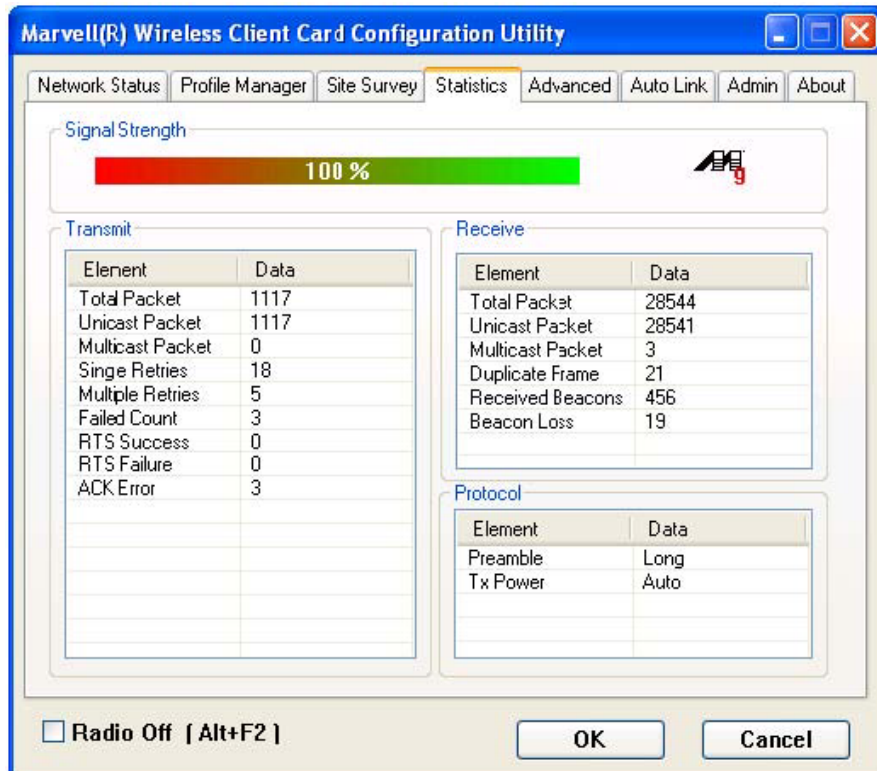 Marvell(R) Wireless Client Card Configuration Utility
Network Status Profile Manager Site Survey Statistics Advanced Auto Link Admin About
Signal Strength
100 %
g
Transmit
Element Data
Total Packet 1117
Unicast Packet 1117
Multicast Packet 0
Singe Retries 18
Multiple Retries 5
Failed Count 3
RTS Success 0
RTS Failure 0
ACK Error 3
Receive
Element Data
Total Packet 28544
Unicast Packet 28541
Multicast Packet 3
Duplicate Frame 21
Received Beacons 456
Beacon Loss 19
Protocol
Element Data
Preamble Long
Tx Power Auto
Radio Off [ Alt+F2 ]
OK
Cancel